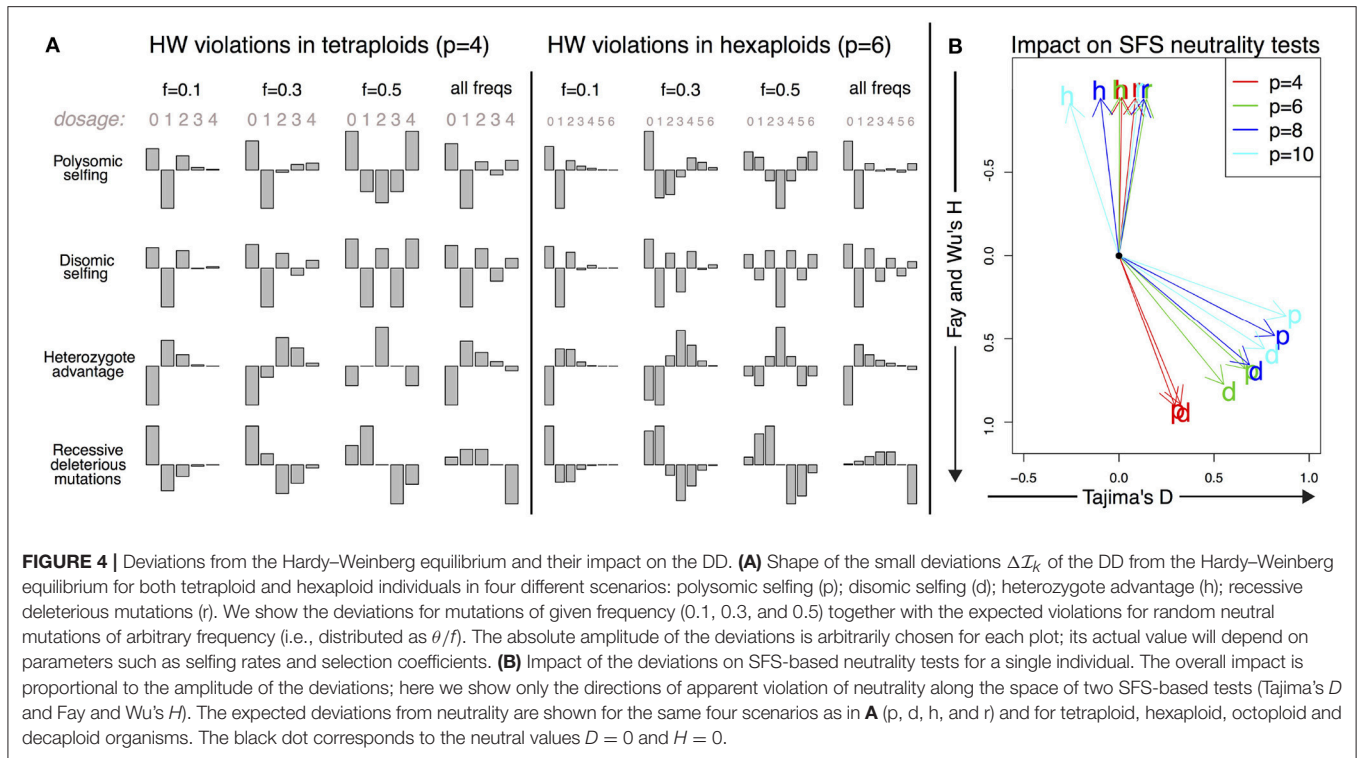 A
HW violations in tetraploids (p=4)
HW violations in hexaploids (p=6)
f=0.1 f=0.3 f=0.5 all freqs
f=0.1 f=0.3 f=0.5 all freqs
dosage: 0 1 2 3 4 0 1 2 3 4 0 1 2 3 4 0 1 2 3 4
0 1 2 3 4 5 6 0 1 2 3 4 5 6 0 1 2 3 4 5 6 0 1 2 3 4 5 6
Polysomic
selfing
Disomic
selfing
Heterozygote
advantage
Recessive
deleterious
mutations
B
Impact on SFS neutrality tests
p=4
p=6
p=8
p=10
h h h r r
p
p
d
d
d
p d
-0.5
0.0
0.5
1.0
Fay and Wu's H
−0.5 0.0 0.5 1.0
Tajima's D
FIGURE 4 | Deviations from the Hardy–Weinberg equilibrium and their impact on the DD. (A) Shape of the small deviations Δ𝓘ₖ of the DD from the Hardy–Weinberg
equilibrium for both tetraploid and hexaploid individuals in four different scenarios: polysomic selfing (p); disomic selfing (d); heterozygote advantage (h); recessive
deleterious mutations (r). We show the deviations for mutations of given frequency (0.1, 0.3, and 0.5) together with the expected violations for random neutral
mutations of arbitrary frequency (i.e., distributed as θ/f). The absolute amplitude of the deviations is arbitrarily chosen for each plot; its actual value will depend on
parameters such as selfing rates and selection coefficients. (B) Impact of the deviations on SFS-based neutrality tests for a single individual. The overall impact is
proportional to the amplitude of the deviations; here we show only the directions of apparent violation of neutrality along the space of two SFS-based tests (Tajima's D
and Fay and Wu's H). The expected deviations from neutrality are shown for the same four scenarios as in A (p, d, h, and r) and for tetraploid, hexaploid, octoploid and
decaploid organisms. The black dot corresponds to the neutral values D = 0 and H = 0.